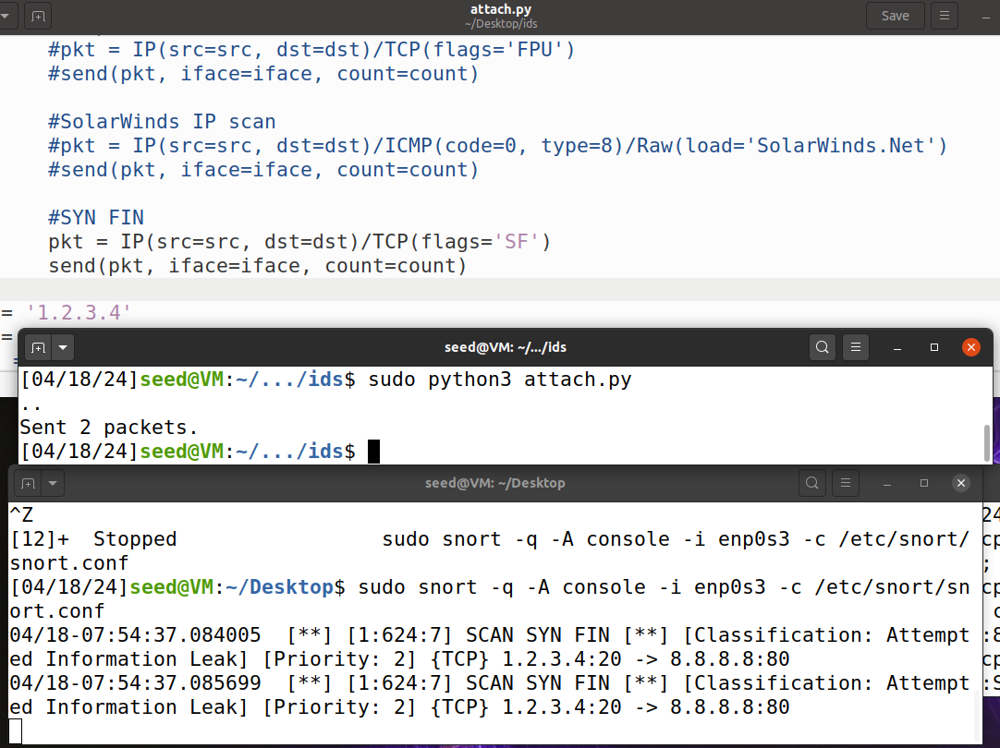 attach.py
~/Desktop/ids
Save
#pkt = IP(src=src, dst=dst)/TCP(flags='FPU')
#send(pkt, iface=iface, count=count)
#SolarWinds IP scan
#pkt = IP(src=src, dst=dst)/ICMP(code=0, type=8)/Raw(load='SolarWinds.Net')
#send(pkt, iface=iface, count=count)
#SYN FIN
pkt = IP(src=src, dst=dst)/TCP(flags='SF')
send(pkt, iface=iface, count=count)
= '1.2.3.4'
=
=
seed@VM: ~/.../ids
[04/18/24]seed@VM:~/.../ids$ sudo python3 attach.py
..
Sent 2 packets.
[04/18/24]seed@VM:~/.../ids$
seed@VM: ~/Desktop
^Z
[12]+  Stopped                 sudo snort -q -A console -i enp0s3 -c /etc/snort/
snort.conf
[04/18/24]seed@VM:~/Desktop$ sudo snort -q -A console -i enp0s3 -c /etc/snort/sn
ort.conf
04/18-07:54:37.084005  [**] [1:624:7] SCAN SYN FIN [**] [Classification: Attempt
ed Information Leak] [Priority: 2] {TCP} 1.2.3.4:20 -> 8.8.8.8:80
04/18-07:54:37.085699  [**] [1:624:7] SCAN SYN FIN [**] [Classification: Attempt
ed Information Leak] [Priority: 2] {TCP} 1.2.3.4:20 -> 8.8.8.8:80